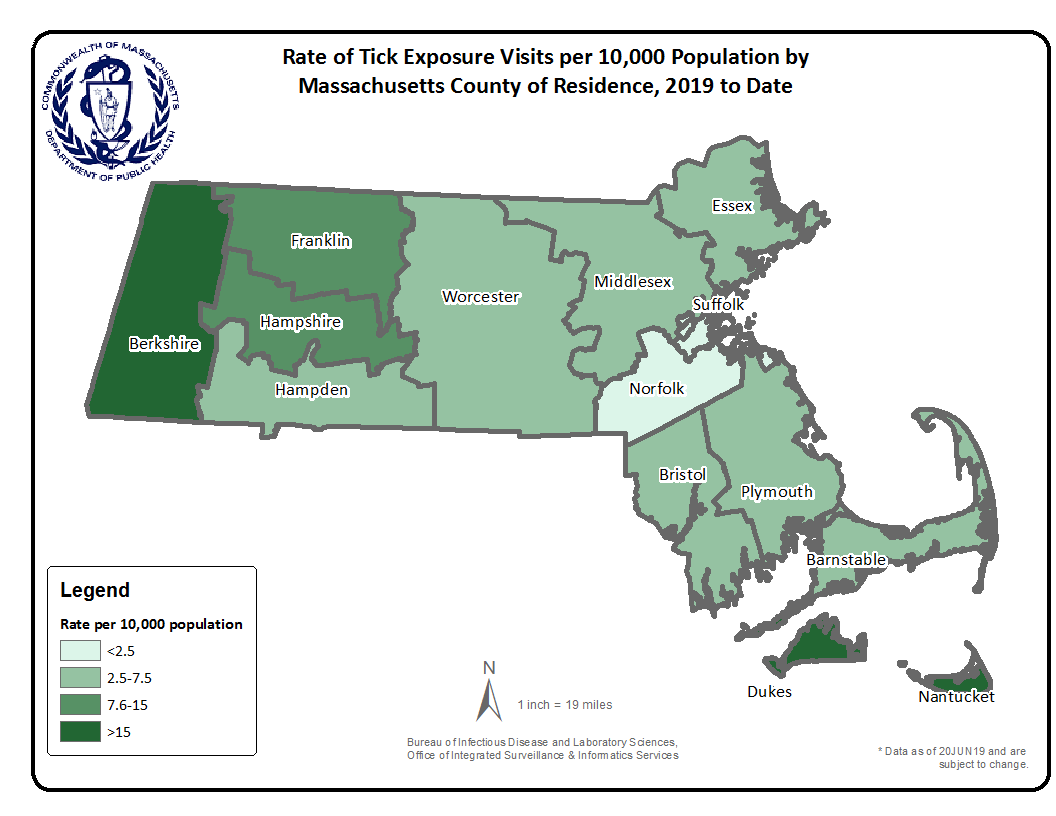 Rate of Tick Exposure Visits per 10,000 Population by
Massachusetts County of Residence, 2019 to Date
COMMONWEALTH OF MASSACHUSETTS
DEPARTMENT OF PUBLIC HEALTH
Essex
Franklin
Middlesex
Worcester
Suffolk
Hampshire
Berkshire
Hampden
Norfolk
Bristol
Plymouth
Barnstable
Dukes
Nantucket
Legend
Rate per 10,000 population
<2.5
2.5-7.5
7.6-15
>15
N
1 inch = 19 miles
Bureau of Infectious Disease and Laboratory Sciences,
Office of Integrated Surveillance & Informatics Services
* Data as of 20JUN19 and are
subject to change.